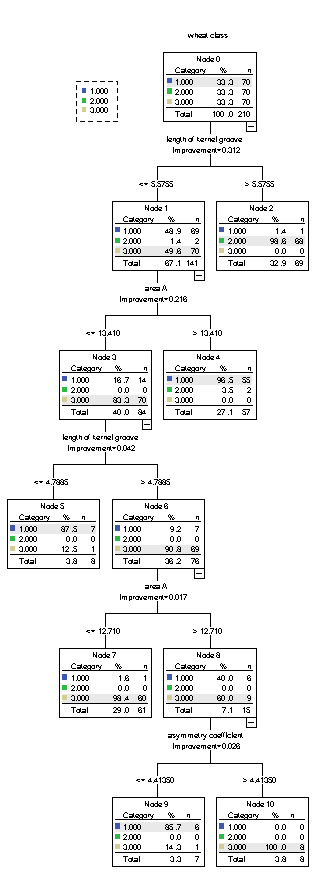 wheat class
1.000
2.000
3.000
Node 0
Category % n
1.000 33.3 70
2.000 33.3 70
3.000 33.3 70
Total 100.0 210
length of kernel groove
Improvement=0.312
<= 5.5755
> 5.5755
Node 1
Category % n
1.000 48.9 69
2.000 1.4 2
3.000 49.6 70
Total 67.1 141
Node 2
Category % n
1.000 1.4 1
2.000 98.6 68
3.000 0.0 0
Total 32.9 69
area A
Improvement=0.216
<= 13.410
> 13.410
Node 3
Category % n
1.000 16.7 14
2.000 0.0 0
3.000 83.3 70
Total 40.0 84
Node 4
Category % n
1.000 96.5 55
2.000 3.5 2
3.000 0.0 0
Total 27.1 57
length of kernel groove
Improvement=0.042
<= 4.7885
> 4.7885
Node 5
Category % n
1.000 87.5 7
2.000 0.0 0
3.000 12.5 1
Total 3.8 8
Node 6
Category % n
1.000 9.2 7
2.000 0.0 0
3.000 90.8 69
Total 36.2 76
area A
Improvement=0.017
<= 12.710
> 12.710
Node 7
Category % n
1.000 1.6 1
2.000 0.0 0
3.000 98.4 60
Total 29.0 61
Node 8
Category % n
1.000 40.0 6
2.000 0.0 0
3.000 60.0 9
Total 7.1 15
asymmetry coefficient
Improvement=0.026
<= 4.41350
> 4.41350
Node 9
Category % n
1.000 85.7 6
2.000 0.0 0
3.000 14.3 1
Total 3.3 7
Node 10
Category % n
1.000 0.0 0
2.000 0.0 0
3.000 100.0 8
Total 3.8 8